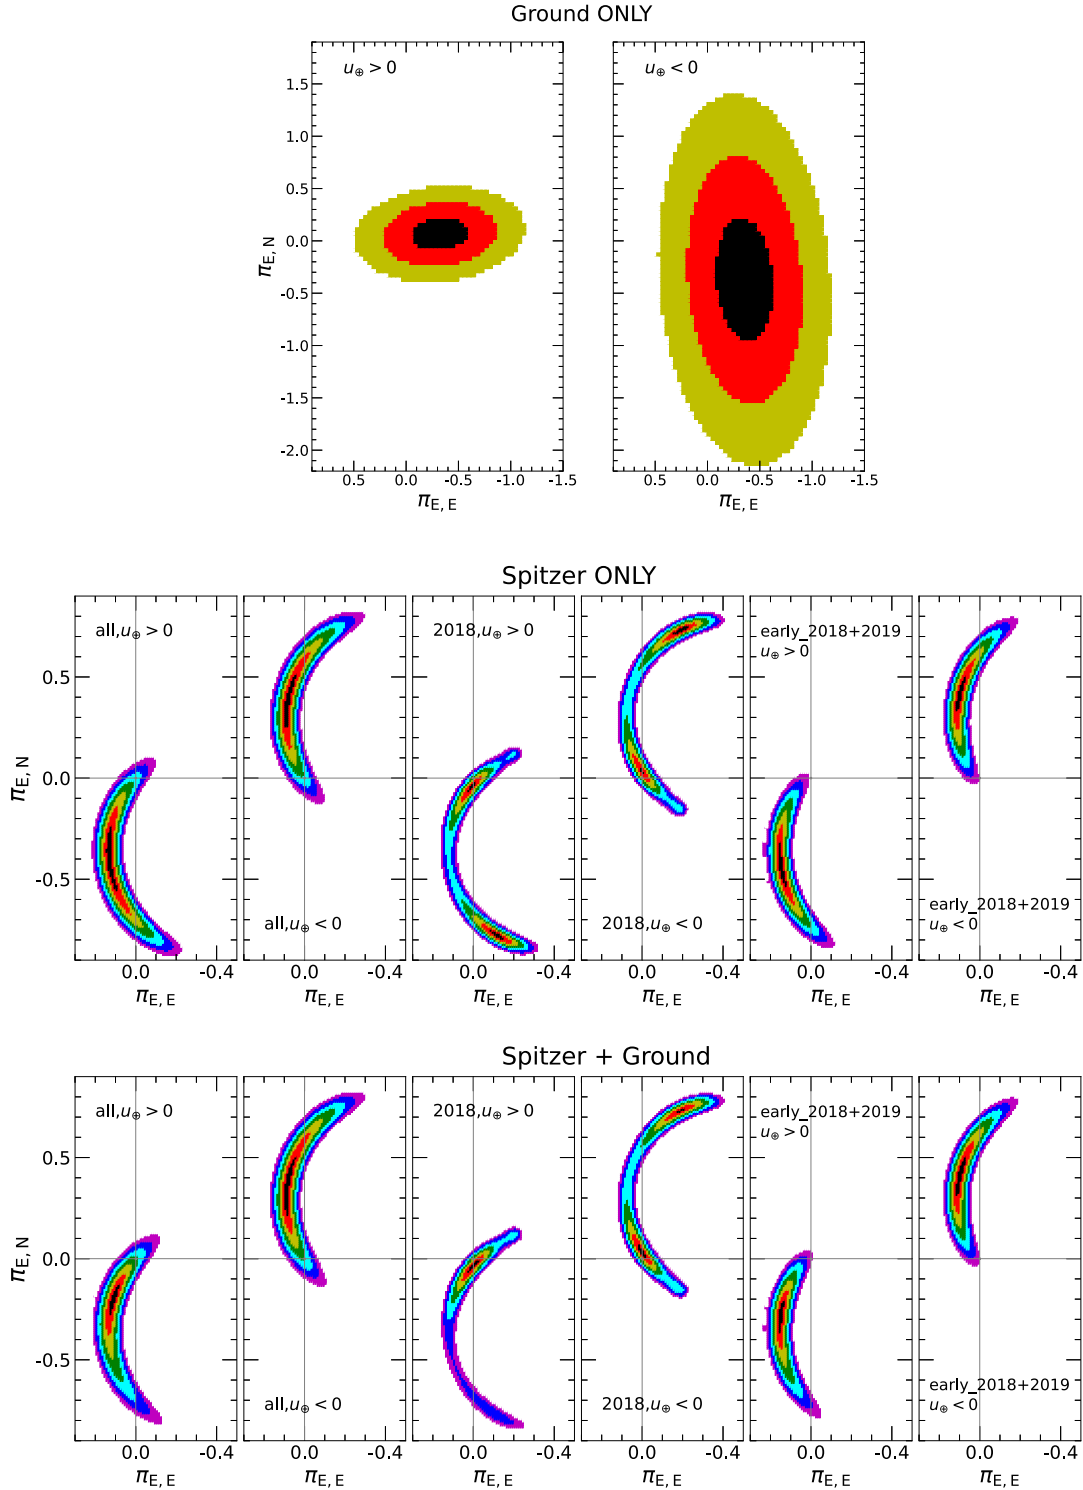 Ground ONLY
u⊕ > 0
u⊕ < 0
1.5
1.0
0.5
0.0
-0.5
-1.0
-1.5
-2.0
πE, N
0.5 0.0 -0.5 -1.0 -1.5
0.5 0.0 -0.5 -1.0 -1.5
πE, E
πE, E
Spitzer ONLY
all,u⊕ > 0
all,u⊕ < 0
2018,u⊕ > 0
2018,u⊕ < 0
early_2018+2019
u⊕ > 0
early_2018+2019
u⊕ < 0
0.5
0.0
-0.5
πE, N
0.0 -0.4
0.0 -0.4
0.0 -0.4
0.0 -0.4
0.0 -0.4
0.0 -0.4
πE, E
πE, E
πE, E
πE, E
πE, E
πE, E
Spitzer + Ground
all,u⊕ > 0
all,u⊕ < 0
2018,u⊕ > 0
2018,u⊕ < 0
early_2018+2019
u⊕ > 0
early_2018+2019
u⊕ < 0
0.5
0.0
-0.5
πE, N
0.0 -0.4
0.0 -0.4
0.0 -0.4
0.0 -0.4
0.0 -0.4
0.0 -0.4
πE, E
πE, E
πE, E
πE, E
πE, E
πE, E